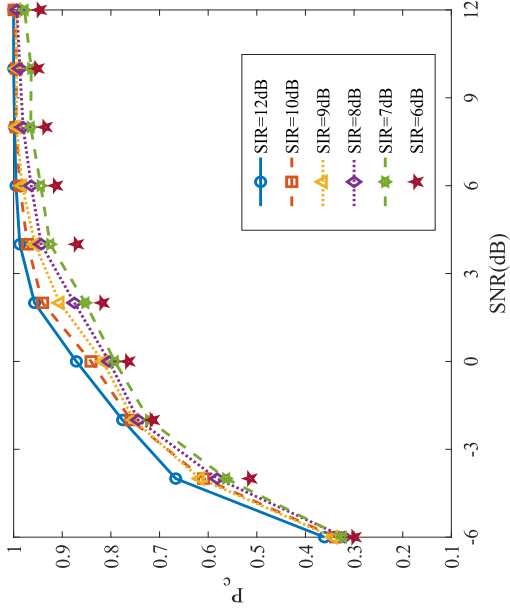 1
0.9
0.8
0.7
0.6
0.5
0.4
0.3
0.2
0.1
P_c
-6
-3
0
3
6
9
12
SNR(dB)
SIR=12dB
SIR=10dB
SIR=9dB
SIR=8dB
SIR=7dB
SIR=6dB